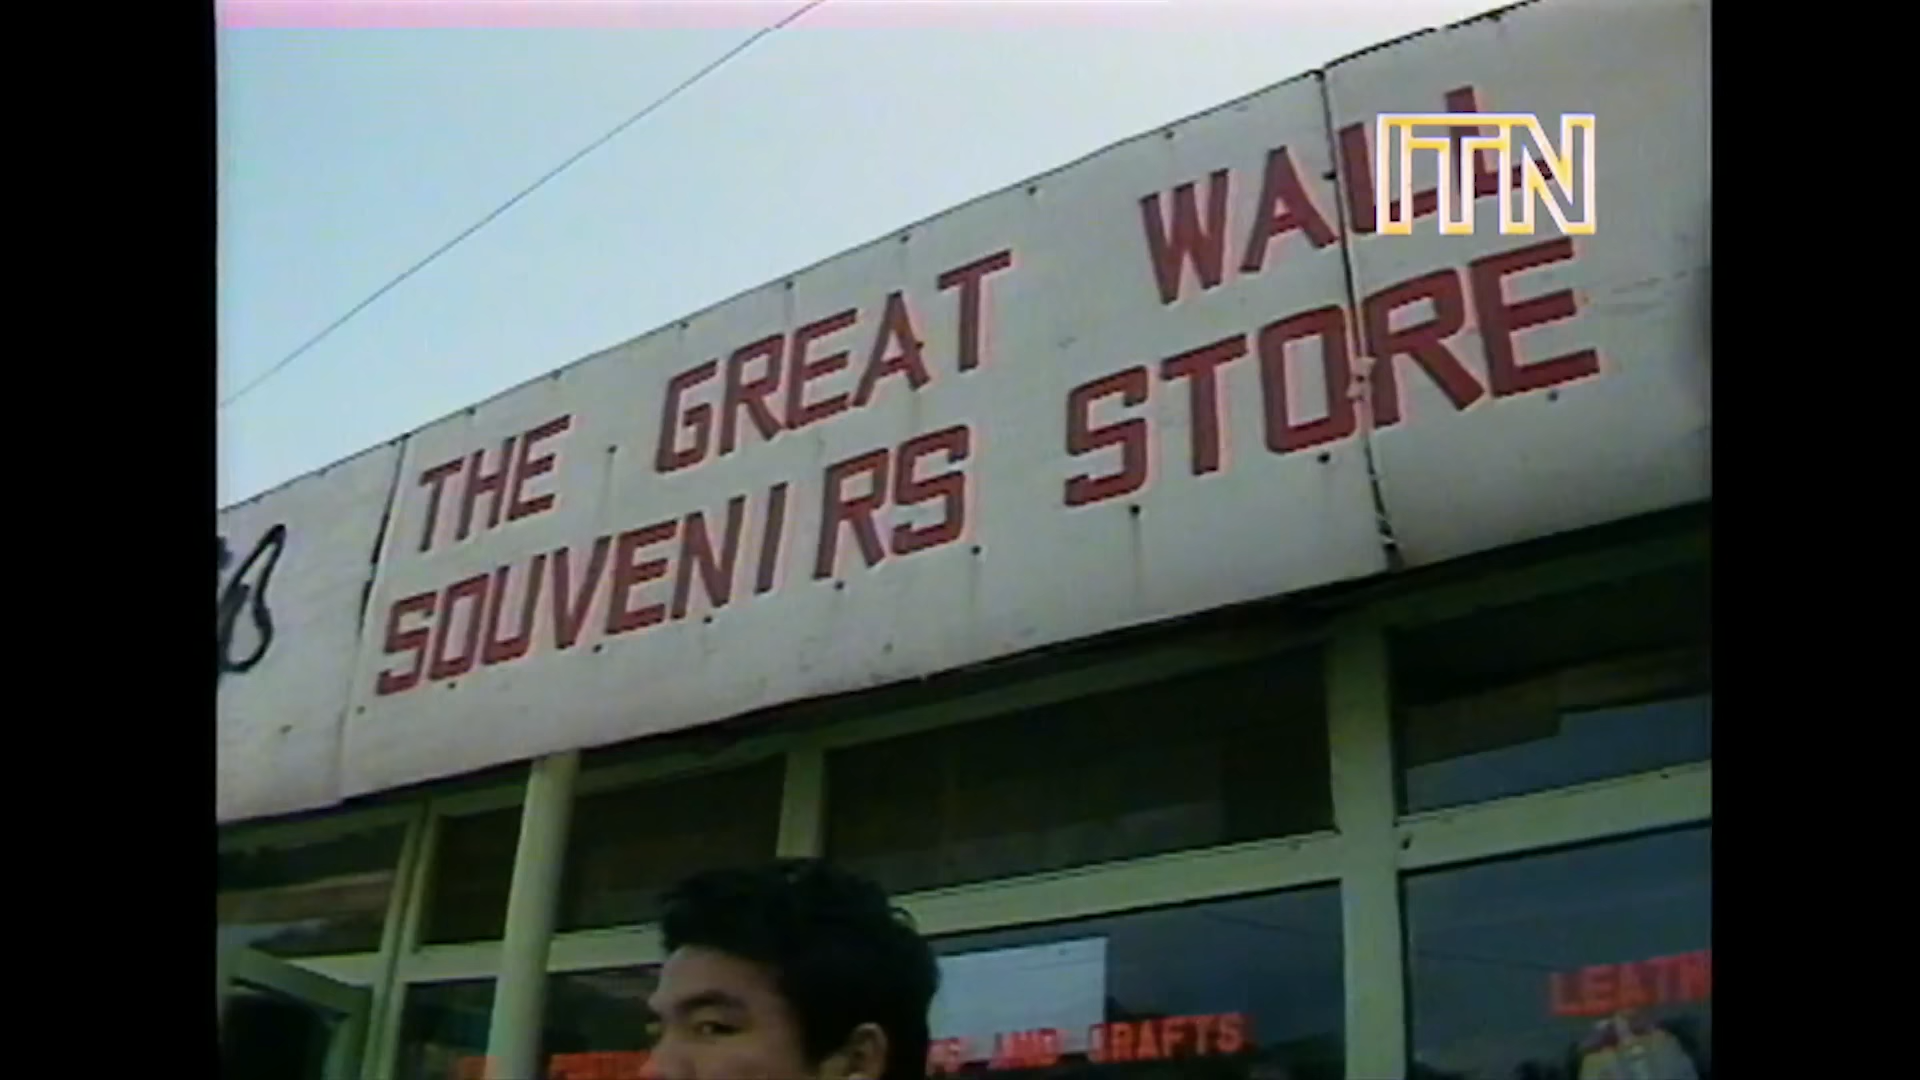 THE GREAT WALL
SOUVENIRS STORE
ITN
AND CRAFTS